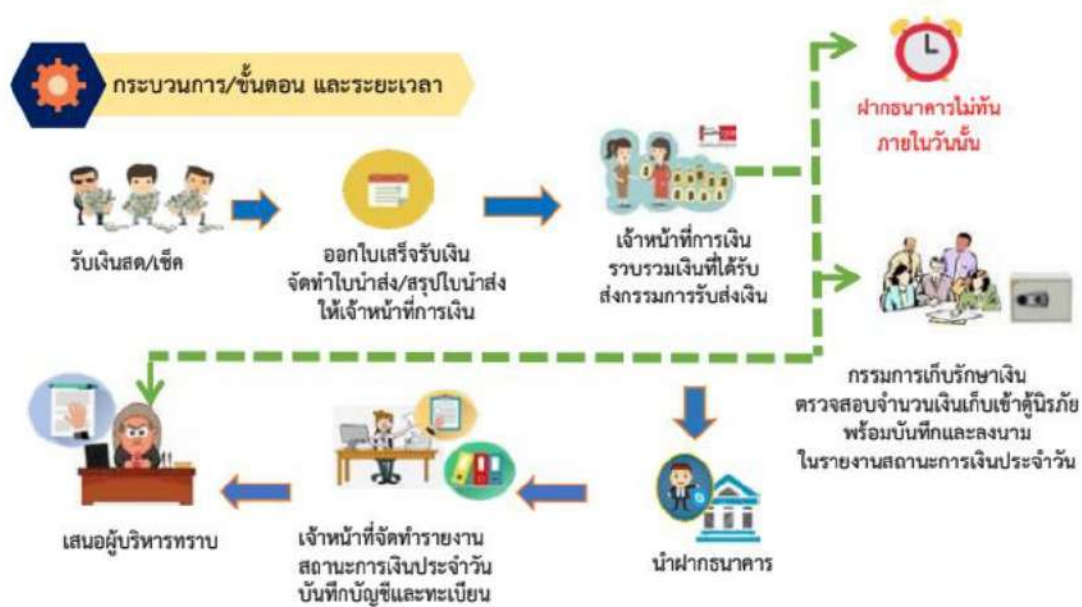 กระบวนการ/ขั้นตอน และระยะเวลา
ฝากธนาคารไม่ทัน
ภายในวันนั้น
รับเงินสด/เช็ค
ออกใบเสร็จรับเงิน
จัดทำใบนำส่ง/สรุปใบนำส่ง
ให้เจ้าหน้าที่การเงิน
เจ้าหน้าที่การเงิน
รวบรวมเงินที่ได้รับ
ส่งกรรมการรับส่งเงิน
กรรมการเก็บรักษาเงิน
ตรวจสอบจำนวนเงินเก็บเข้าตู้นิรภัย
พร้อมบันทึกและลงนาม
ในรายงานสถานะการเงินประจำวัน
เสนอผู้บริหารทราบ
เจ้าหน้าที่จัดทำรายงาน
สถานะการเงินประจำวัน
บันทึกบัญชีและทะเบียน
นำฝากธนาคาร